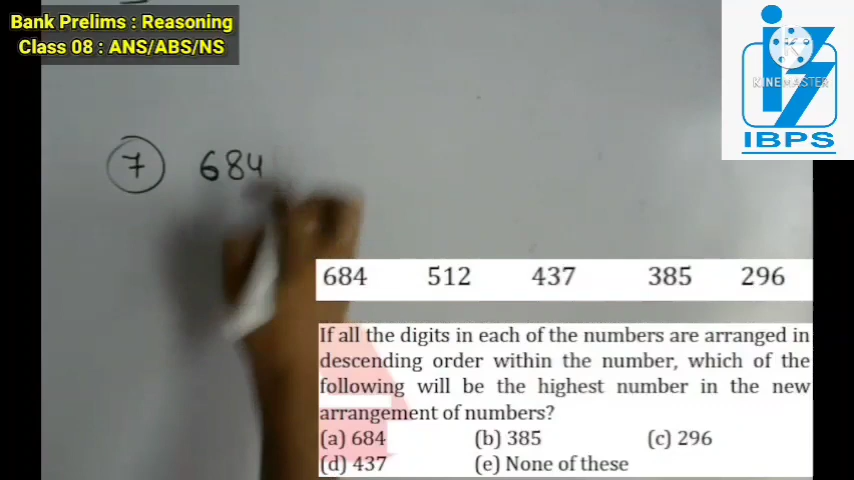 Bank Prelims : Reasoning
Class 08 : ANS/ABS/NS
KINEMASTER
IBPS
7 684
684 512 437 385 296
If all the digits in each of the numbers are arranged in
descending order within the number, which of the
following will be the highest number in the new
arrangement of numbers?
(a) 684 (b) 385 (c) 296
(d) 437 (e) None of these